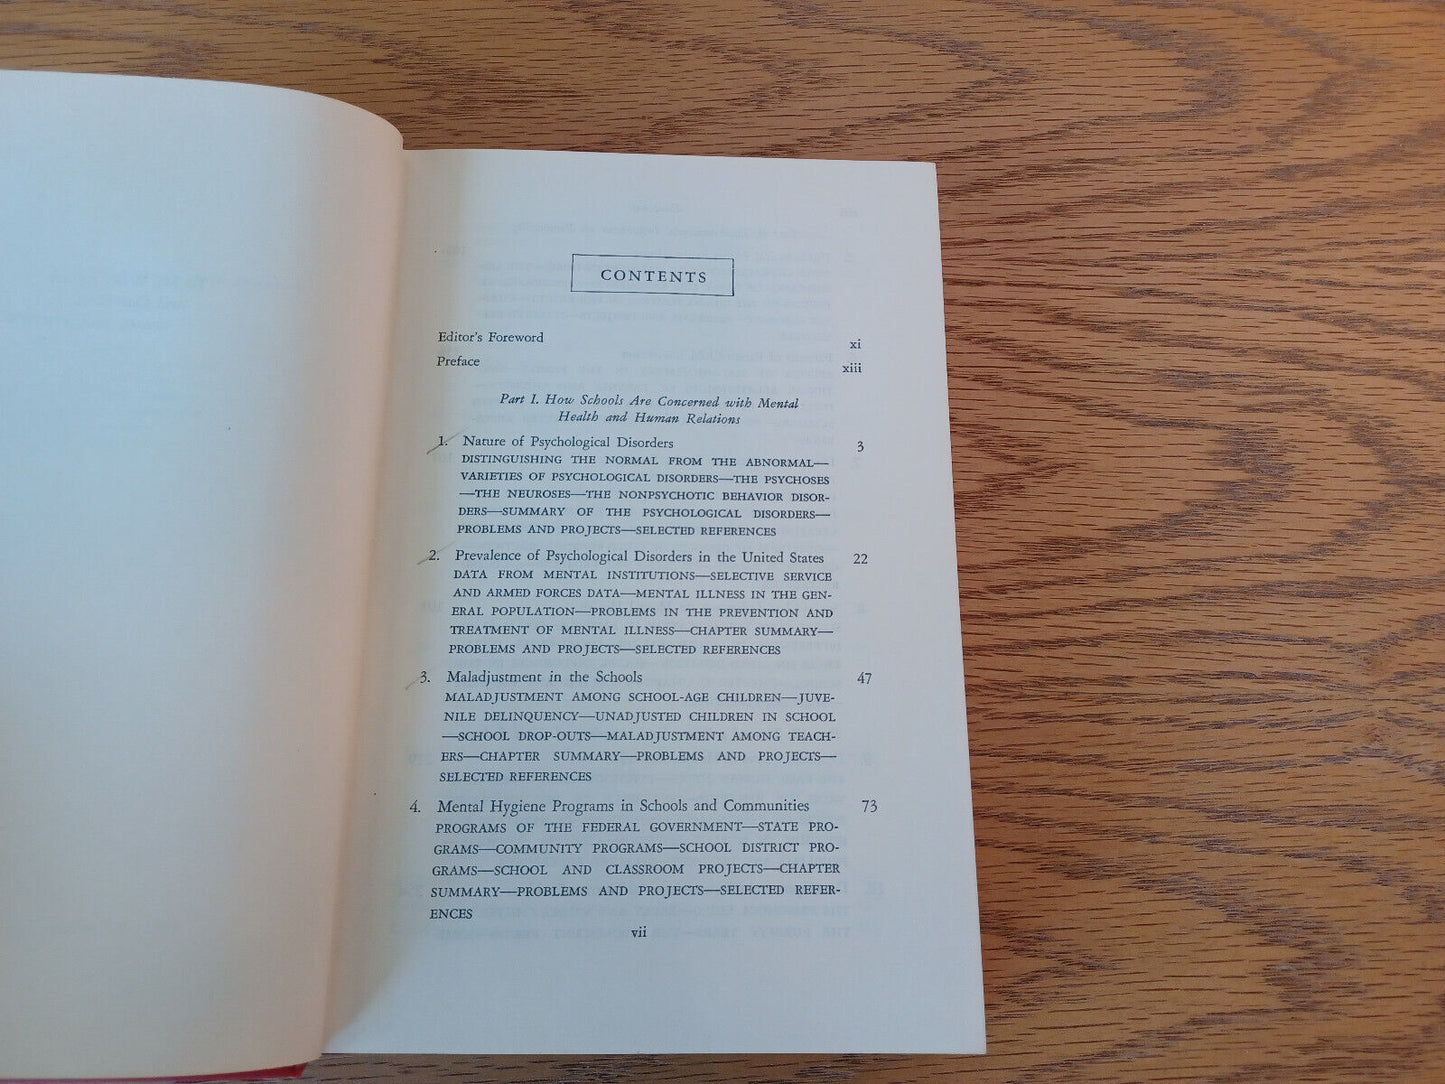 CONTENTS
Editor's Foreword xi
Preface xiii
Part I. How Schools Are Concerned with Mental
Health and Human Relations
1. Nature of Psychological Disorders 3
DISTINGUISHING THE NORMAL FROM THE ABNORMAL—
VARIETIES OF PSYCHOLOGICAL DISORDERS—THE PSYCHOSES
—THE NEUROSES—THE NONPSYCHOTIC BEHAVIOR DISOR-
DERS—SUMMARY OF THE PSYCHOLOGICAL DISORDERS—
PROBLEMS AND PROJECTS—SELECTED REFERENCES
2. Prevalence of Psychological Disorders in the United States 22
DATA FROM MENTAL INSTITUTIONS—SELECTIVE SERVICE
AND ARMED FORCES DATA—MENTAL ILLNESS IN THE GEN-
ERAL POPULATION—PROBLEMS IN THE PREVENTION AND
TREATMENT OF MENTAL ILLNESS—CHAPTER SUMMARY—
PROBLEMS AND PROJECTS—SELECTED REFERENCES
3. Maladjustment in the Schools 47
MALADJUSTMENT AMONG SCHOOL-AGE CHILDREN—JUVE-
NILE DELINQUENCY—UNADJUSTED CHILDREN IN SCHOOL
—SCHOOL DROP-OUTS—MALADJUSTMENT AMONG TEACH-
ERS—CHAPTER SUMMARY—PROBLEMS AND PROJECTS—
SELECTED REFERENCES
4. Mental Hygiene Programs in Schools and Communities 73
PROGRAMS OF THE FEDERAL GOVERNMENT—STATE PRO-
GRAMS—COMMUNITY PROGRAMS—SCHOOL DISTRICT PRO-
GRAMS—SCHOOL AND CLASSROOM PROJECTS—CHAPTER
SUMMARY—PROBLEMS AND PROJECTS—SELECTED REFER-
ENCES
vii